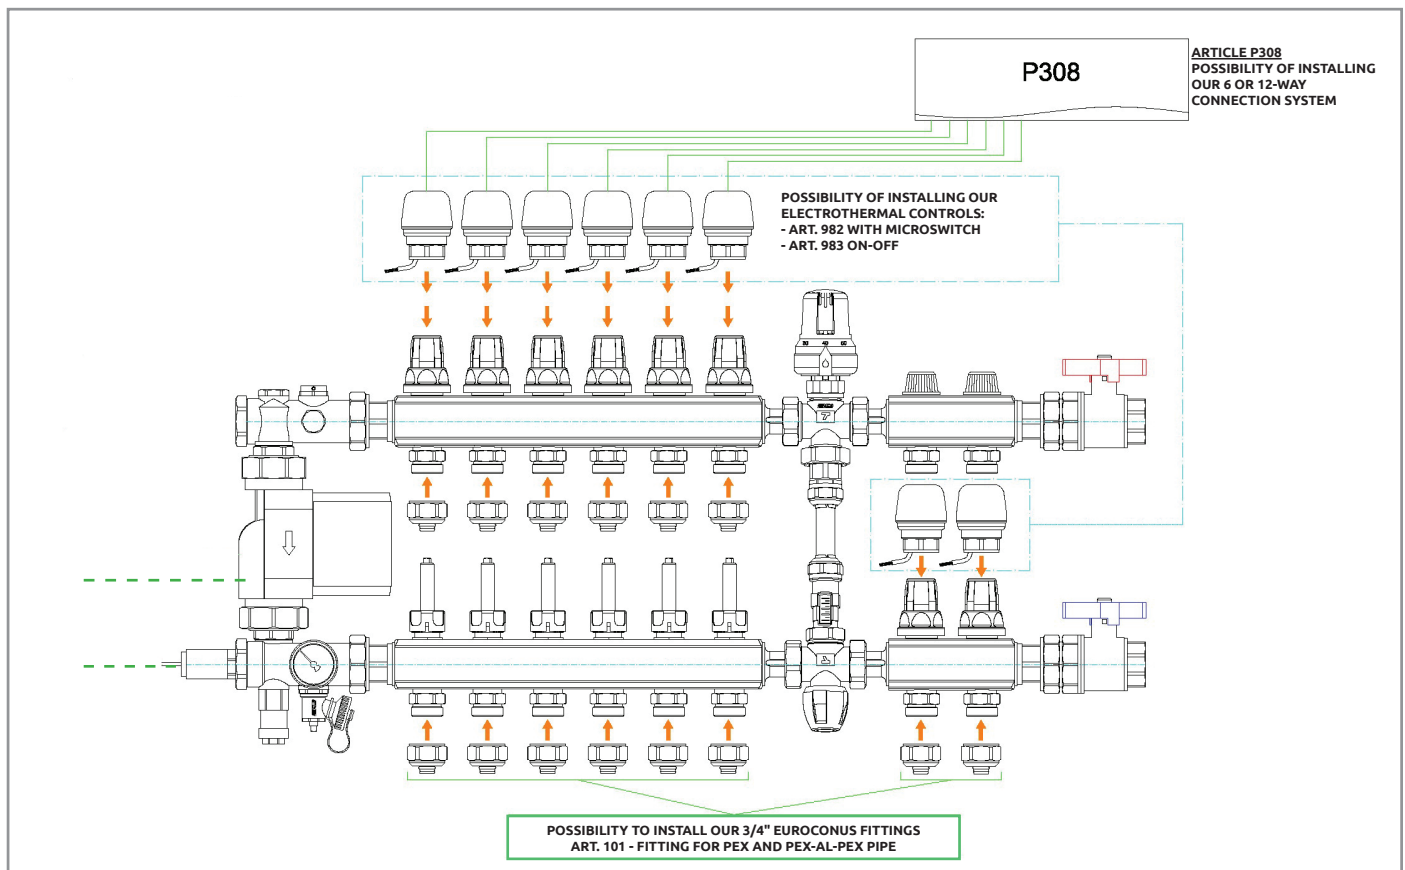 P308
ARTICLE P308
POSSIBILITY OF INSTALLING
OUR 6 OR 12-WAY
CONNECTION SYSTEM
POSSIBILITY OF INSTALLING OUR
ELECTROTHERMAL CONTROLS:
- ART. 982 WITH MICROSWITCH
- ART. 983 ON-OFF
POSSIBILITY TO INSTALL OUR 3/4" EUROCONUS FITTINGS
ART. 101 - FITTING FOR PEX AND PEX-AL-PEX PIPE